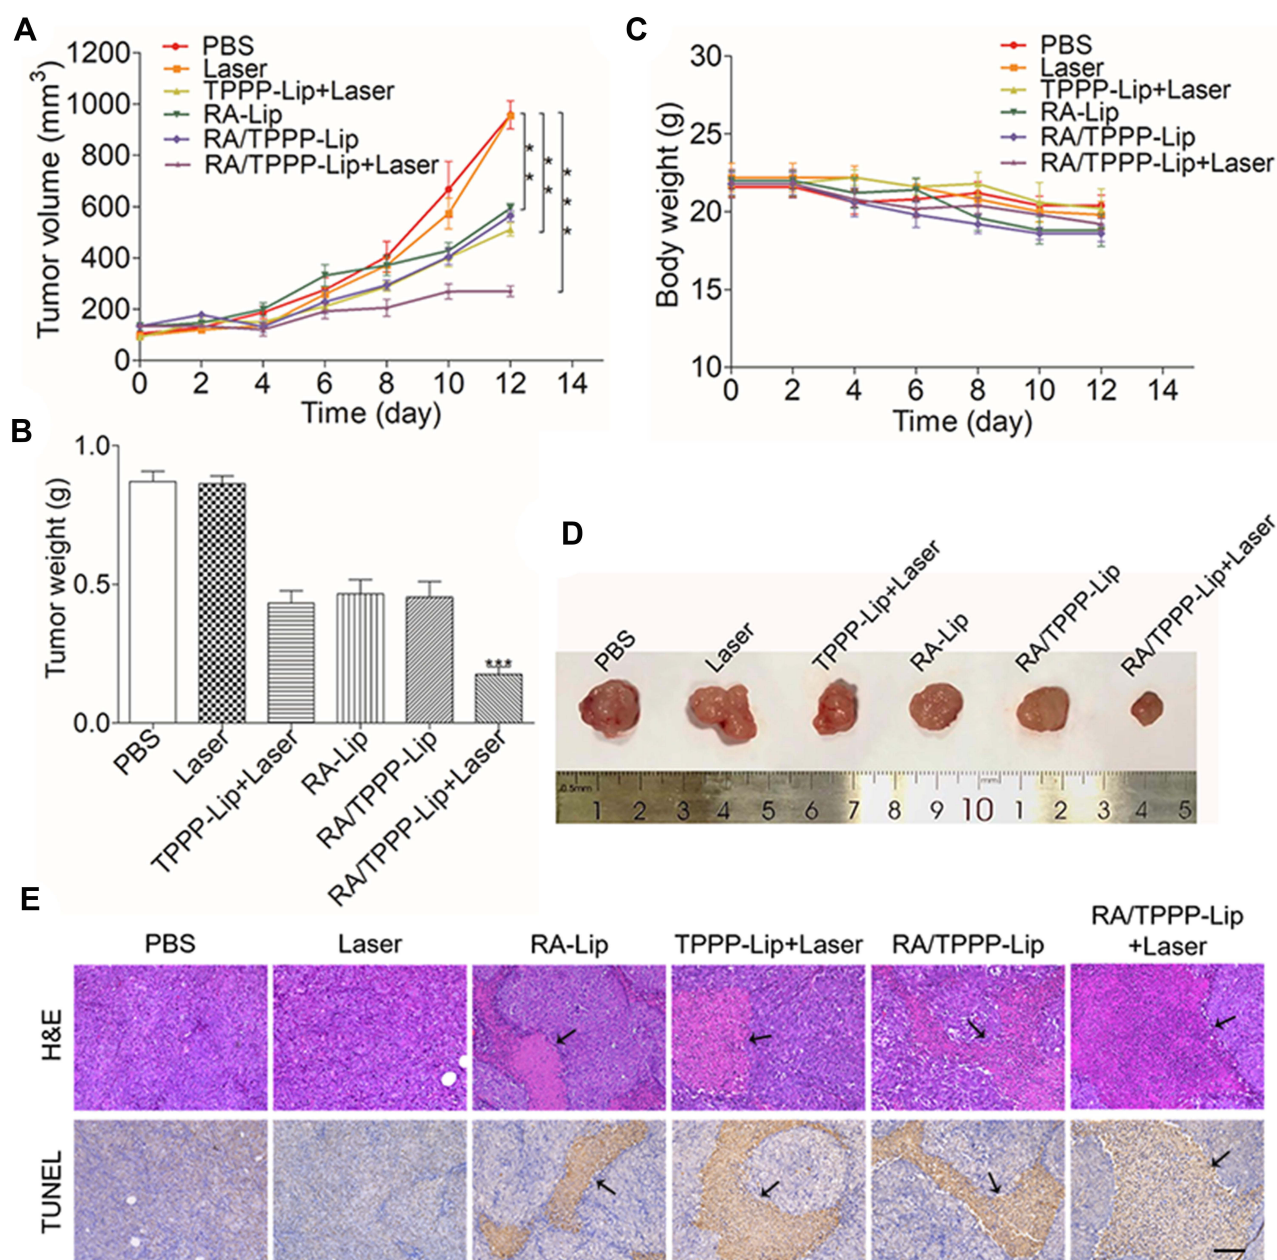 A
Tumor volume (mm3)
1200
1000
800
600
400
200
0
0 2 4 6 8 10 12 14
Time (day)
PBS
Laser
TPPP-Lip+Laser
RA-Lip
RA/TPPP-Lip
RA/TPPP-Lip+Laser
* *
* *
* * *
C
Body weight (g)
30
25
20
15
10
0 2 4 6 8 10 12 14
Time (day)
PBS
Laser
TPPP-Lip+Laser
RA-Lip
RA/TPPP-Lip
RA/TPPP-Lip+Laser
B
Tumor weight (g)
1.0
0.5
0.0
***
PBS
Laser
TPPP-Lip+Laser
RA-Lip
RA/TPPP-Lip
RA/TPPP-Lip+Laser
D
PBS
Laser
TPPP-Lip+Laser
RA-Lip
RA/TPPP-Lip
RA/TPPP-Lip+Laser
0.5mm
mm
1 2 3 4 5 6 7 8 9 10 1 2 3 4 5
E
PBS
Laser
RA-Lip
TPPP-Lip+Laser
RA/TPPP-Lip
RA/TPPP-Lip
+Laser
H&E
TUNEL